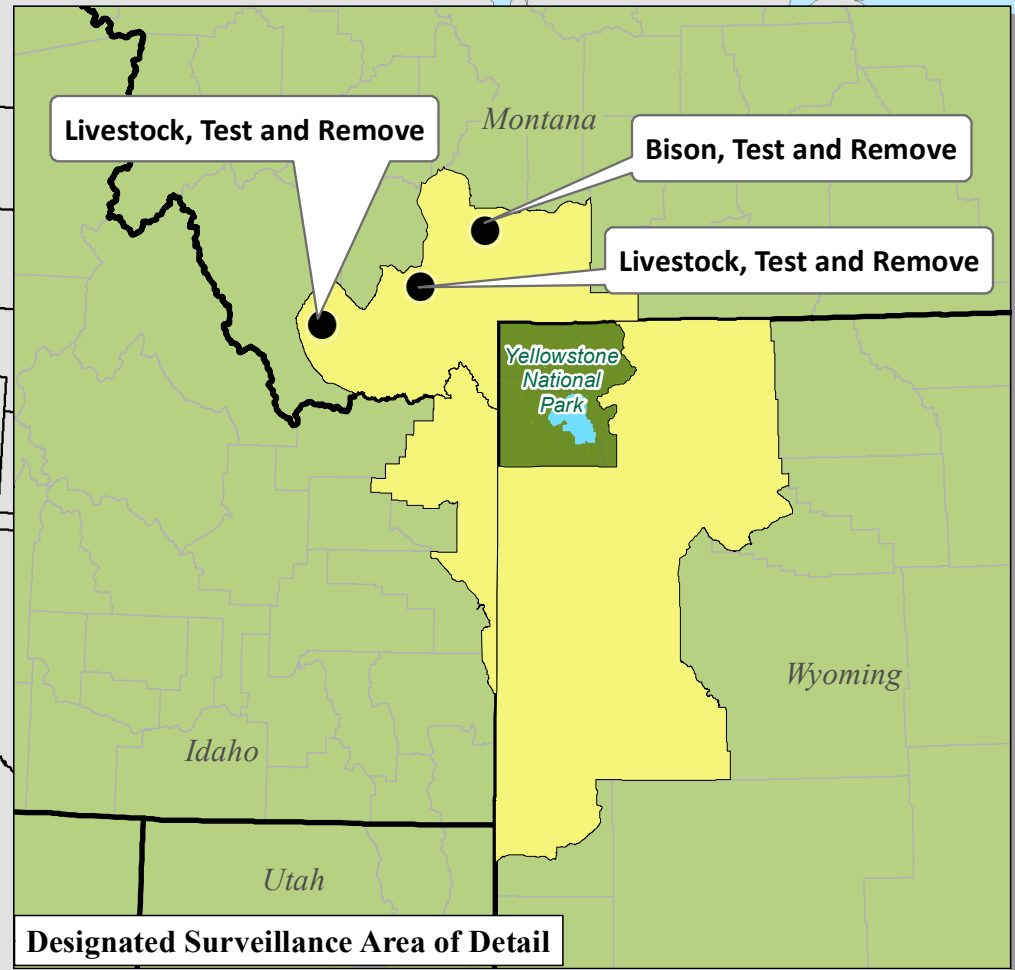 Montana
Livestock, Test and Remove
Bison, Test and Remove
Livestock, Test and Remove
Yellowstone
National
Park
Wyoming
Idaho
Utah
Designated Surveillance Area of Detail